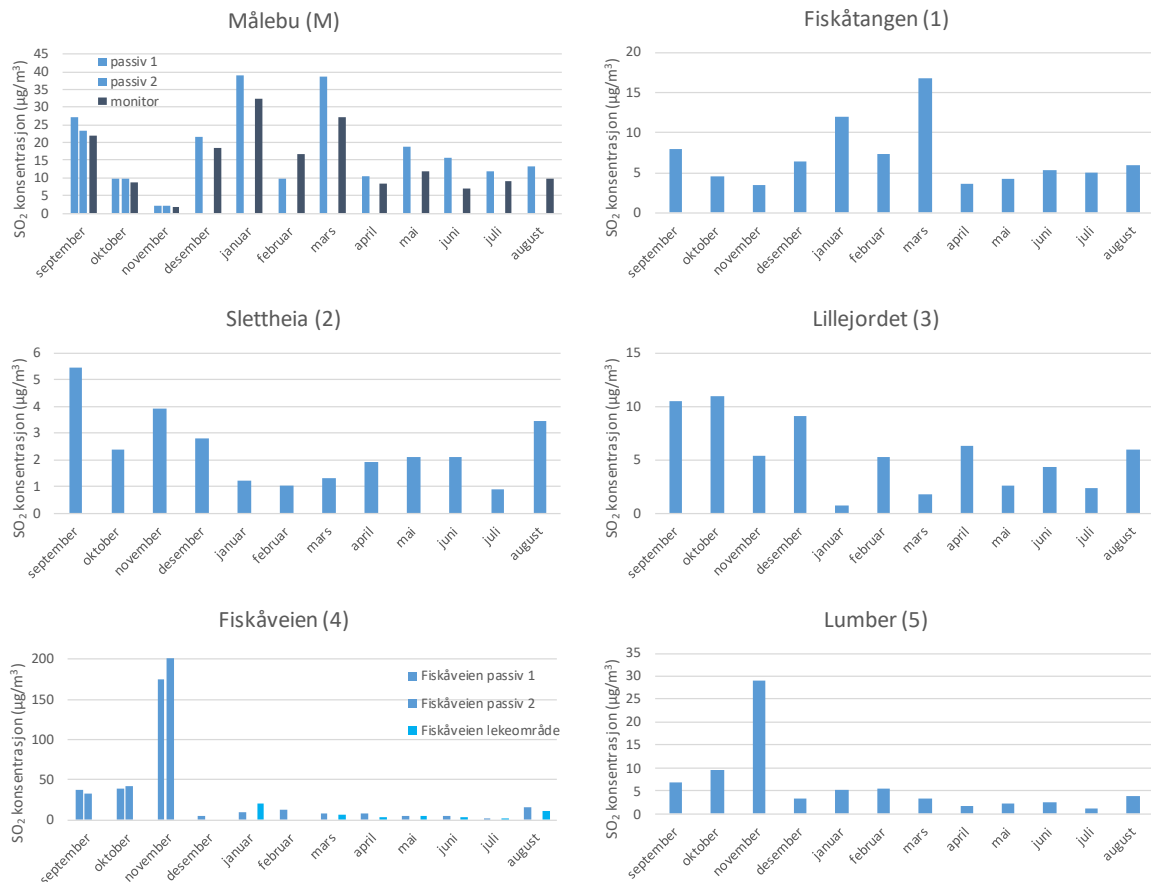 Målebu (M)
SO₂ konsentrasjon (µg/m³)
45
40
35
30
25
20
15
10
5
0
passiv 1
passiv 2
monitor
september
oktober
november
desember
januar
februar
mars
april
mai
juni
juli
august
Fiskåtangen (1)
SO₂ konsentrasjon (µg/m³)
20
15
10
5
0
september
oktober
november
desember
januar
februar
mars
april
mai
juni
juli
august
Slettheia (2)
SO₂ konsentrasjon (µg/m³)
6
5
4
3
2
1
0
september
oktober
november
desember
januar
februar
mars
april
mai
juni
juli
august
Lillejordet (3)
SO₂ konsentrasjon (µg/m³)
15
10
5
0
september
oktober
november
desember
januar
februar
mars
april
mai
juni
juli
august
Fiskåveien (4)
SO₂ konsentrasjon (µg/m³)
200
150
100
50
0
Fiskåveien passiv 1
Fiskåveien passiv 2
Fiskåveien lekeområde
september
oktober
november
desember
januar
februar
mars
april
mai
juni
juli
august
Lumber (5)
SO₂ konsentrasjon (µg/m³)
35
30
25
20
15
10
5
0
september
oktober
november
desember
januar
februar
mars
april
mai
juni
juli
august